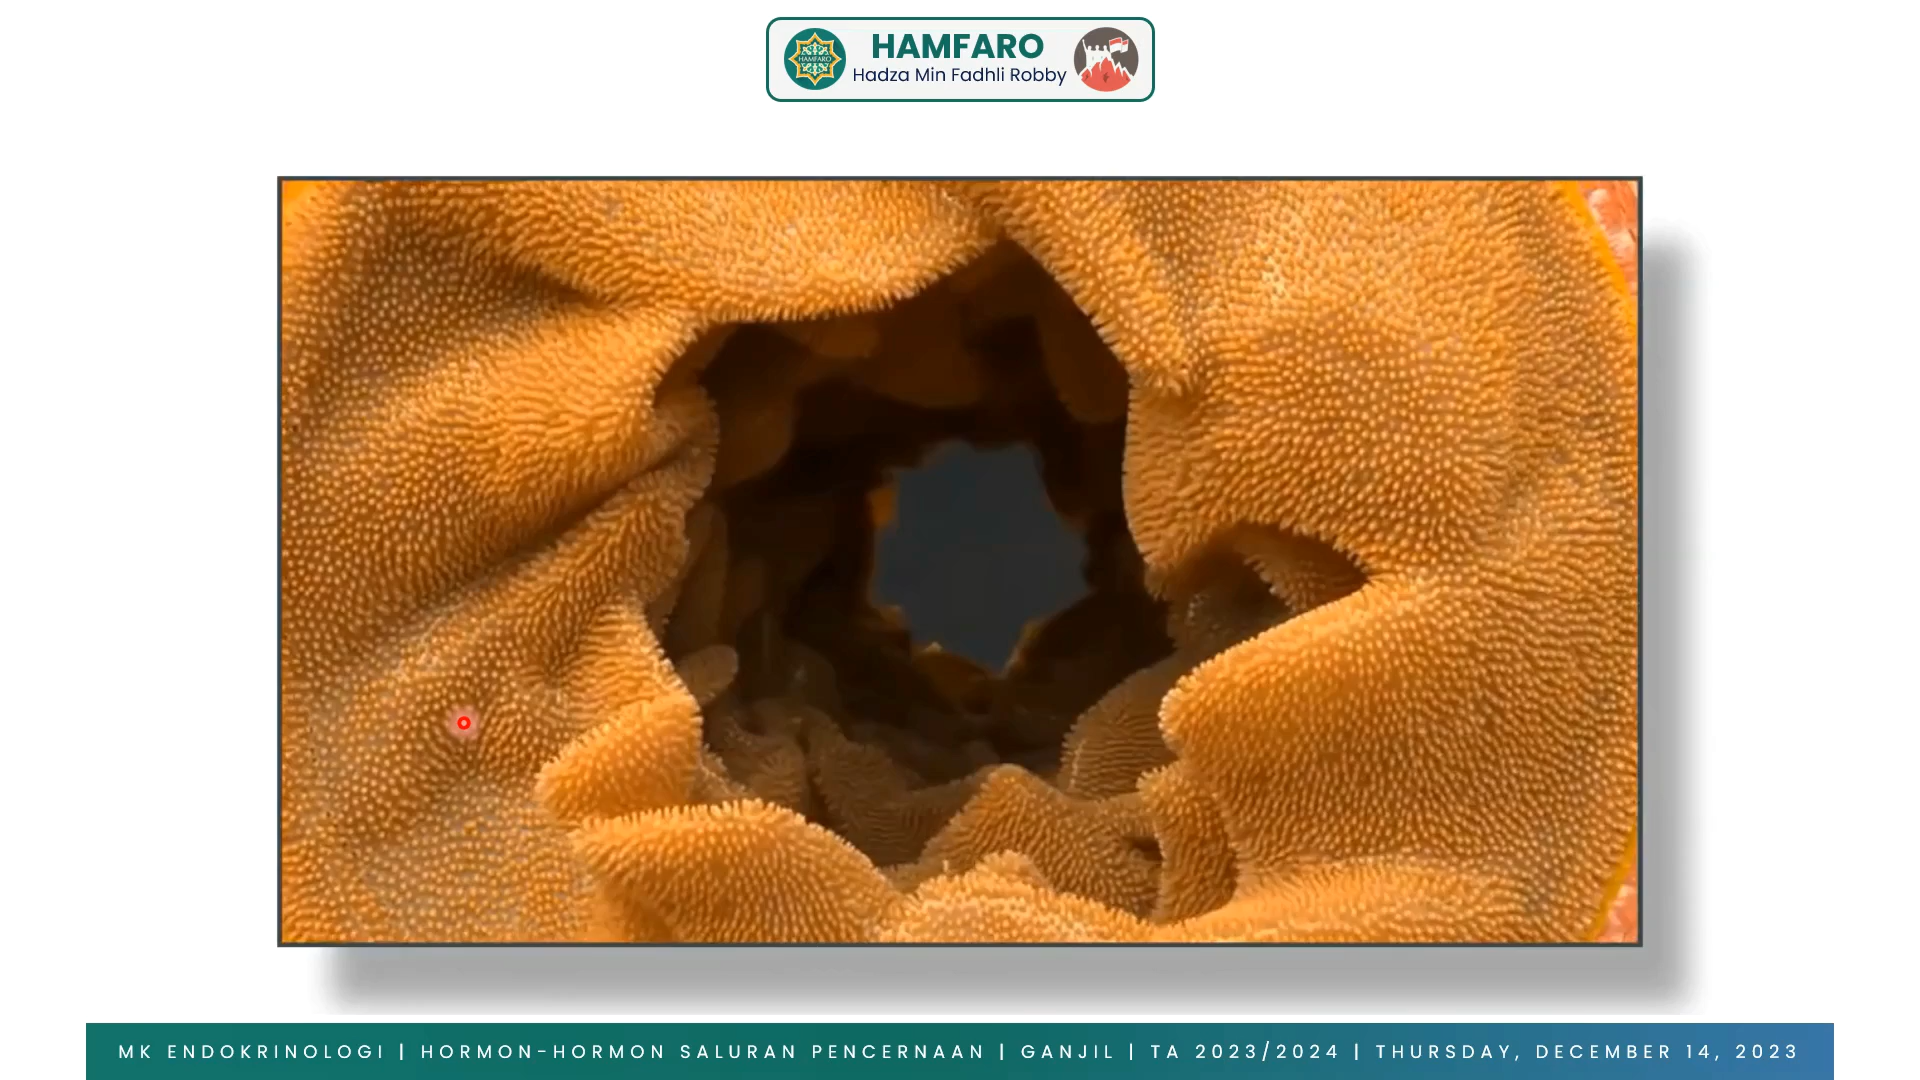 HAMFARO
HAMFARO
Hadza Min Fadhli Robby
MK ENDOKRINOLOGI | HORMON-HORMON SALURAN PENCERNAAN | GANJIL | TA 2023/2024 | THURSDAY, DECEMBER 14, 2023